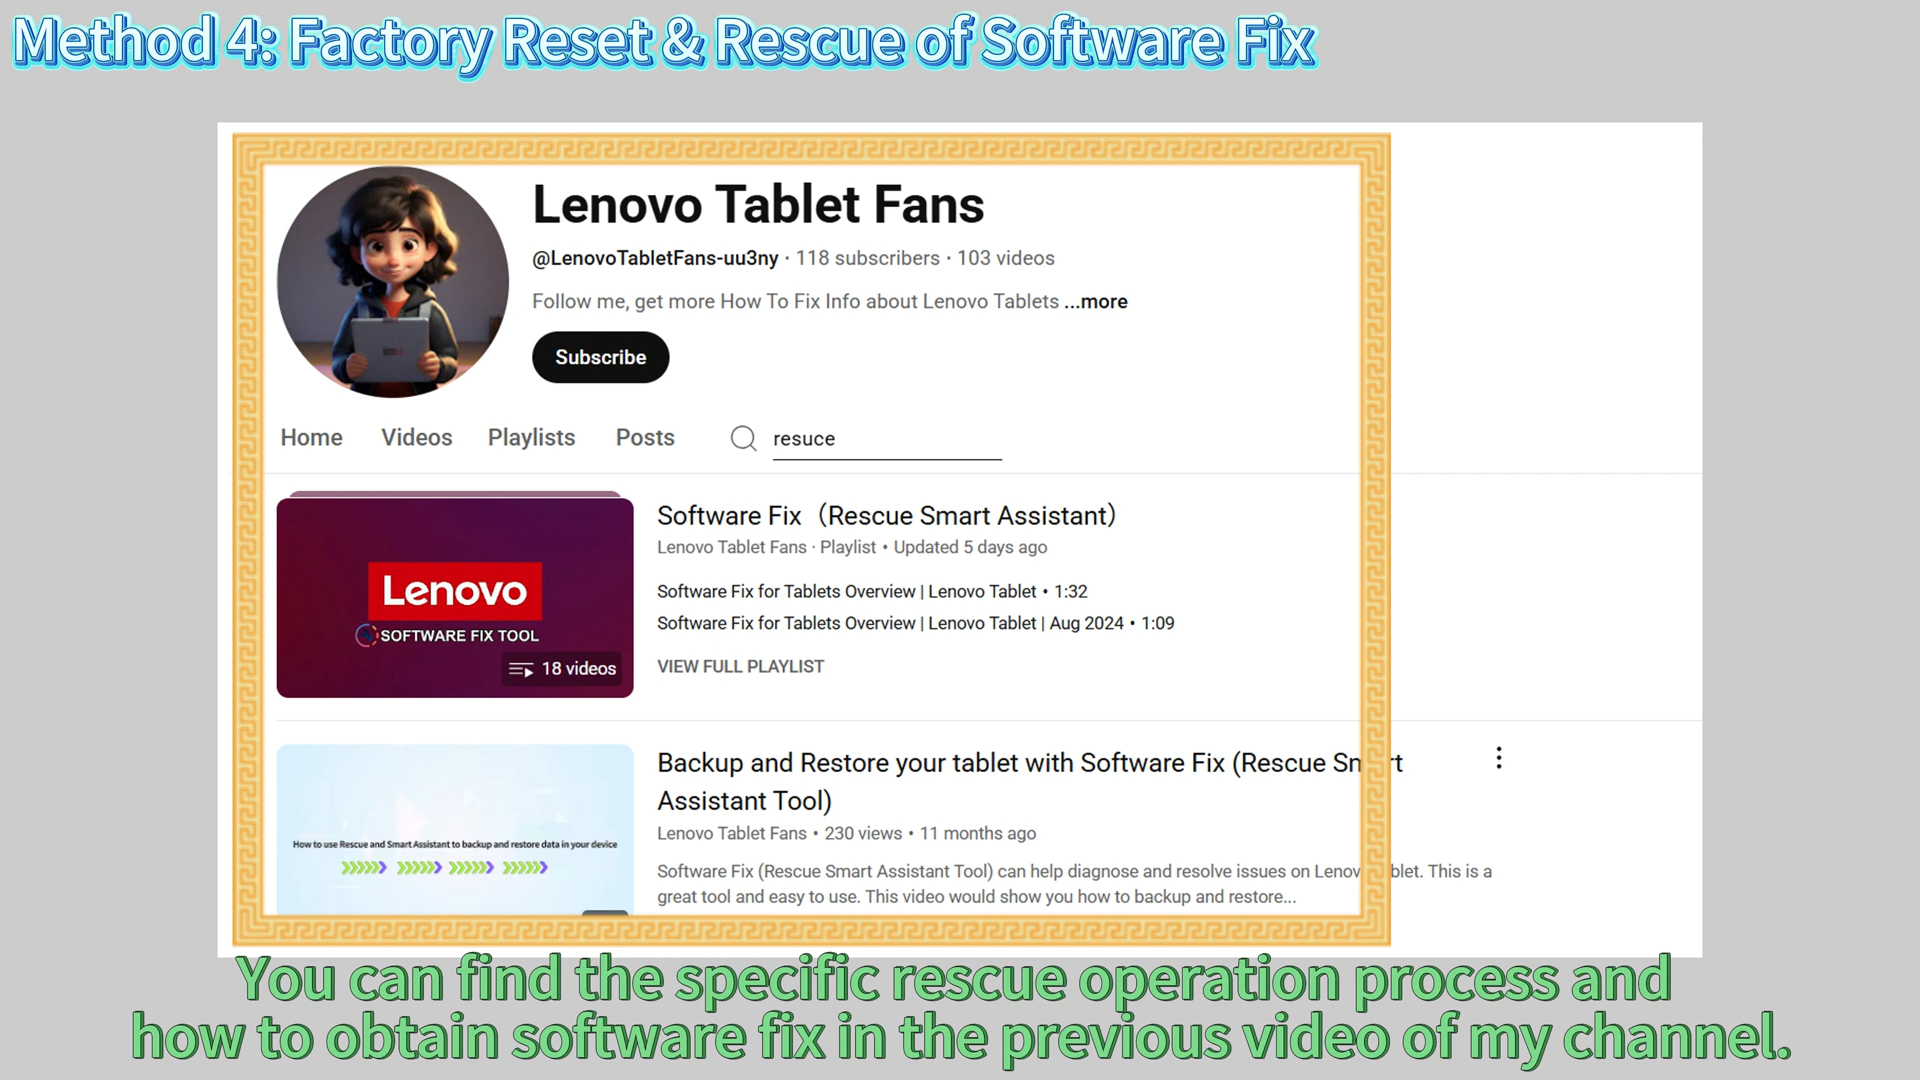 Method 4: Factory Reset & Rescue of Software Fix
Lenovo Tablet Fans
@LenovoTabletFans-uu3ny · 118 subscribers · 103 videos
Follow me, get more How To Fix Info about Lenovo Tablets ...more
Subscribe
Home Videos Playlists Posts resuce
Software Fix（Rescue Smart Assistant）
Lenovo Tablet Fans · Playlist • Updated 5 days ago
Software Fix for Tablets Overview | Lenovo Tablet • 1:32
Software Fix for Tablets Overview | Lenovo Tablet | Aug 2024 • 1:09
VIEW FULL PLAYLIST
Lenovo
SOFTWARE FIX TOOL
18 videos
Backup and Restore your tablet with Software Fix (Rescue Sm rt
Assistant Tool)
Lenovo Tablet Fans • 230 views • 11 months ago
Software Fix (Rescue Smart Assistant Tool) can help diagnose and resolve issues on Lenov blet. This is a
great tool and easy to use. This video would show you how to backup and restore...
How to use Rescue and Smart Assistant to backup and restore data in your device
You can find the specific rescue operation process and
how to obtain software fix in the previous video of my channel.